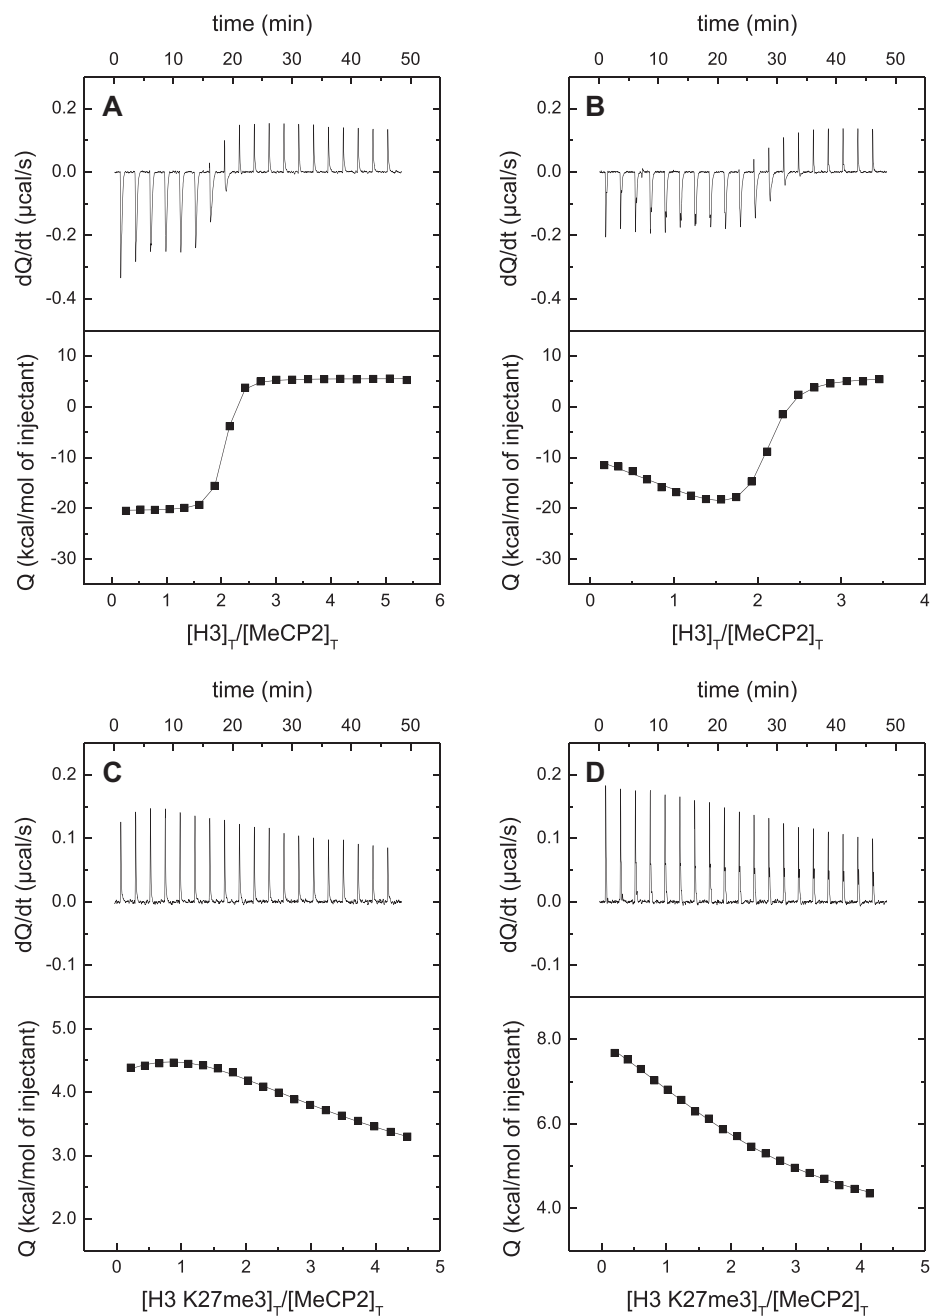 time (min)
0 10 20 30 40 50
A
0.2
0.0
-0.2
-0.4
dQ/dt (µcal/s)
10
0
-10
-20
-30
Q (kcal/mol of injectant)
0 1 2 3 4 5 6
[H3]T/[MeCP2]T
time (min)
0 10 20 30 40 50
B
0.2
0.0
-0.2
-0.4
dQ/dt (µcal/s)
10
0
-10
-20
-30
Q (kcal/mol of injectant)
0 1 2 3 4
[H3]T/[MeCP2]T
time (min)
0 10 20 30 40 50
C
0.2
0.1
0.0
-0.1
dQ/dt (µcal/s)
5.0
4.0
3.0
2.0
Q (kcal/mol of injectant)
0 1 2 3 4 5
[H3 K27me3]T/[MeCP2]T
time (min)
0 10 20 30 40 50
D
0.2
0.1
0.0
-0.1
dQ/dt (µcal/s)
8.0
6.0
4.0
Q (kcal/mol of injectant)
0 1 2 3 4 5
[H3 K27me3]T/[MeCP2]T